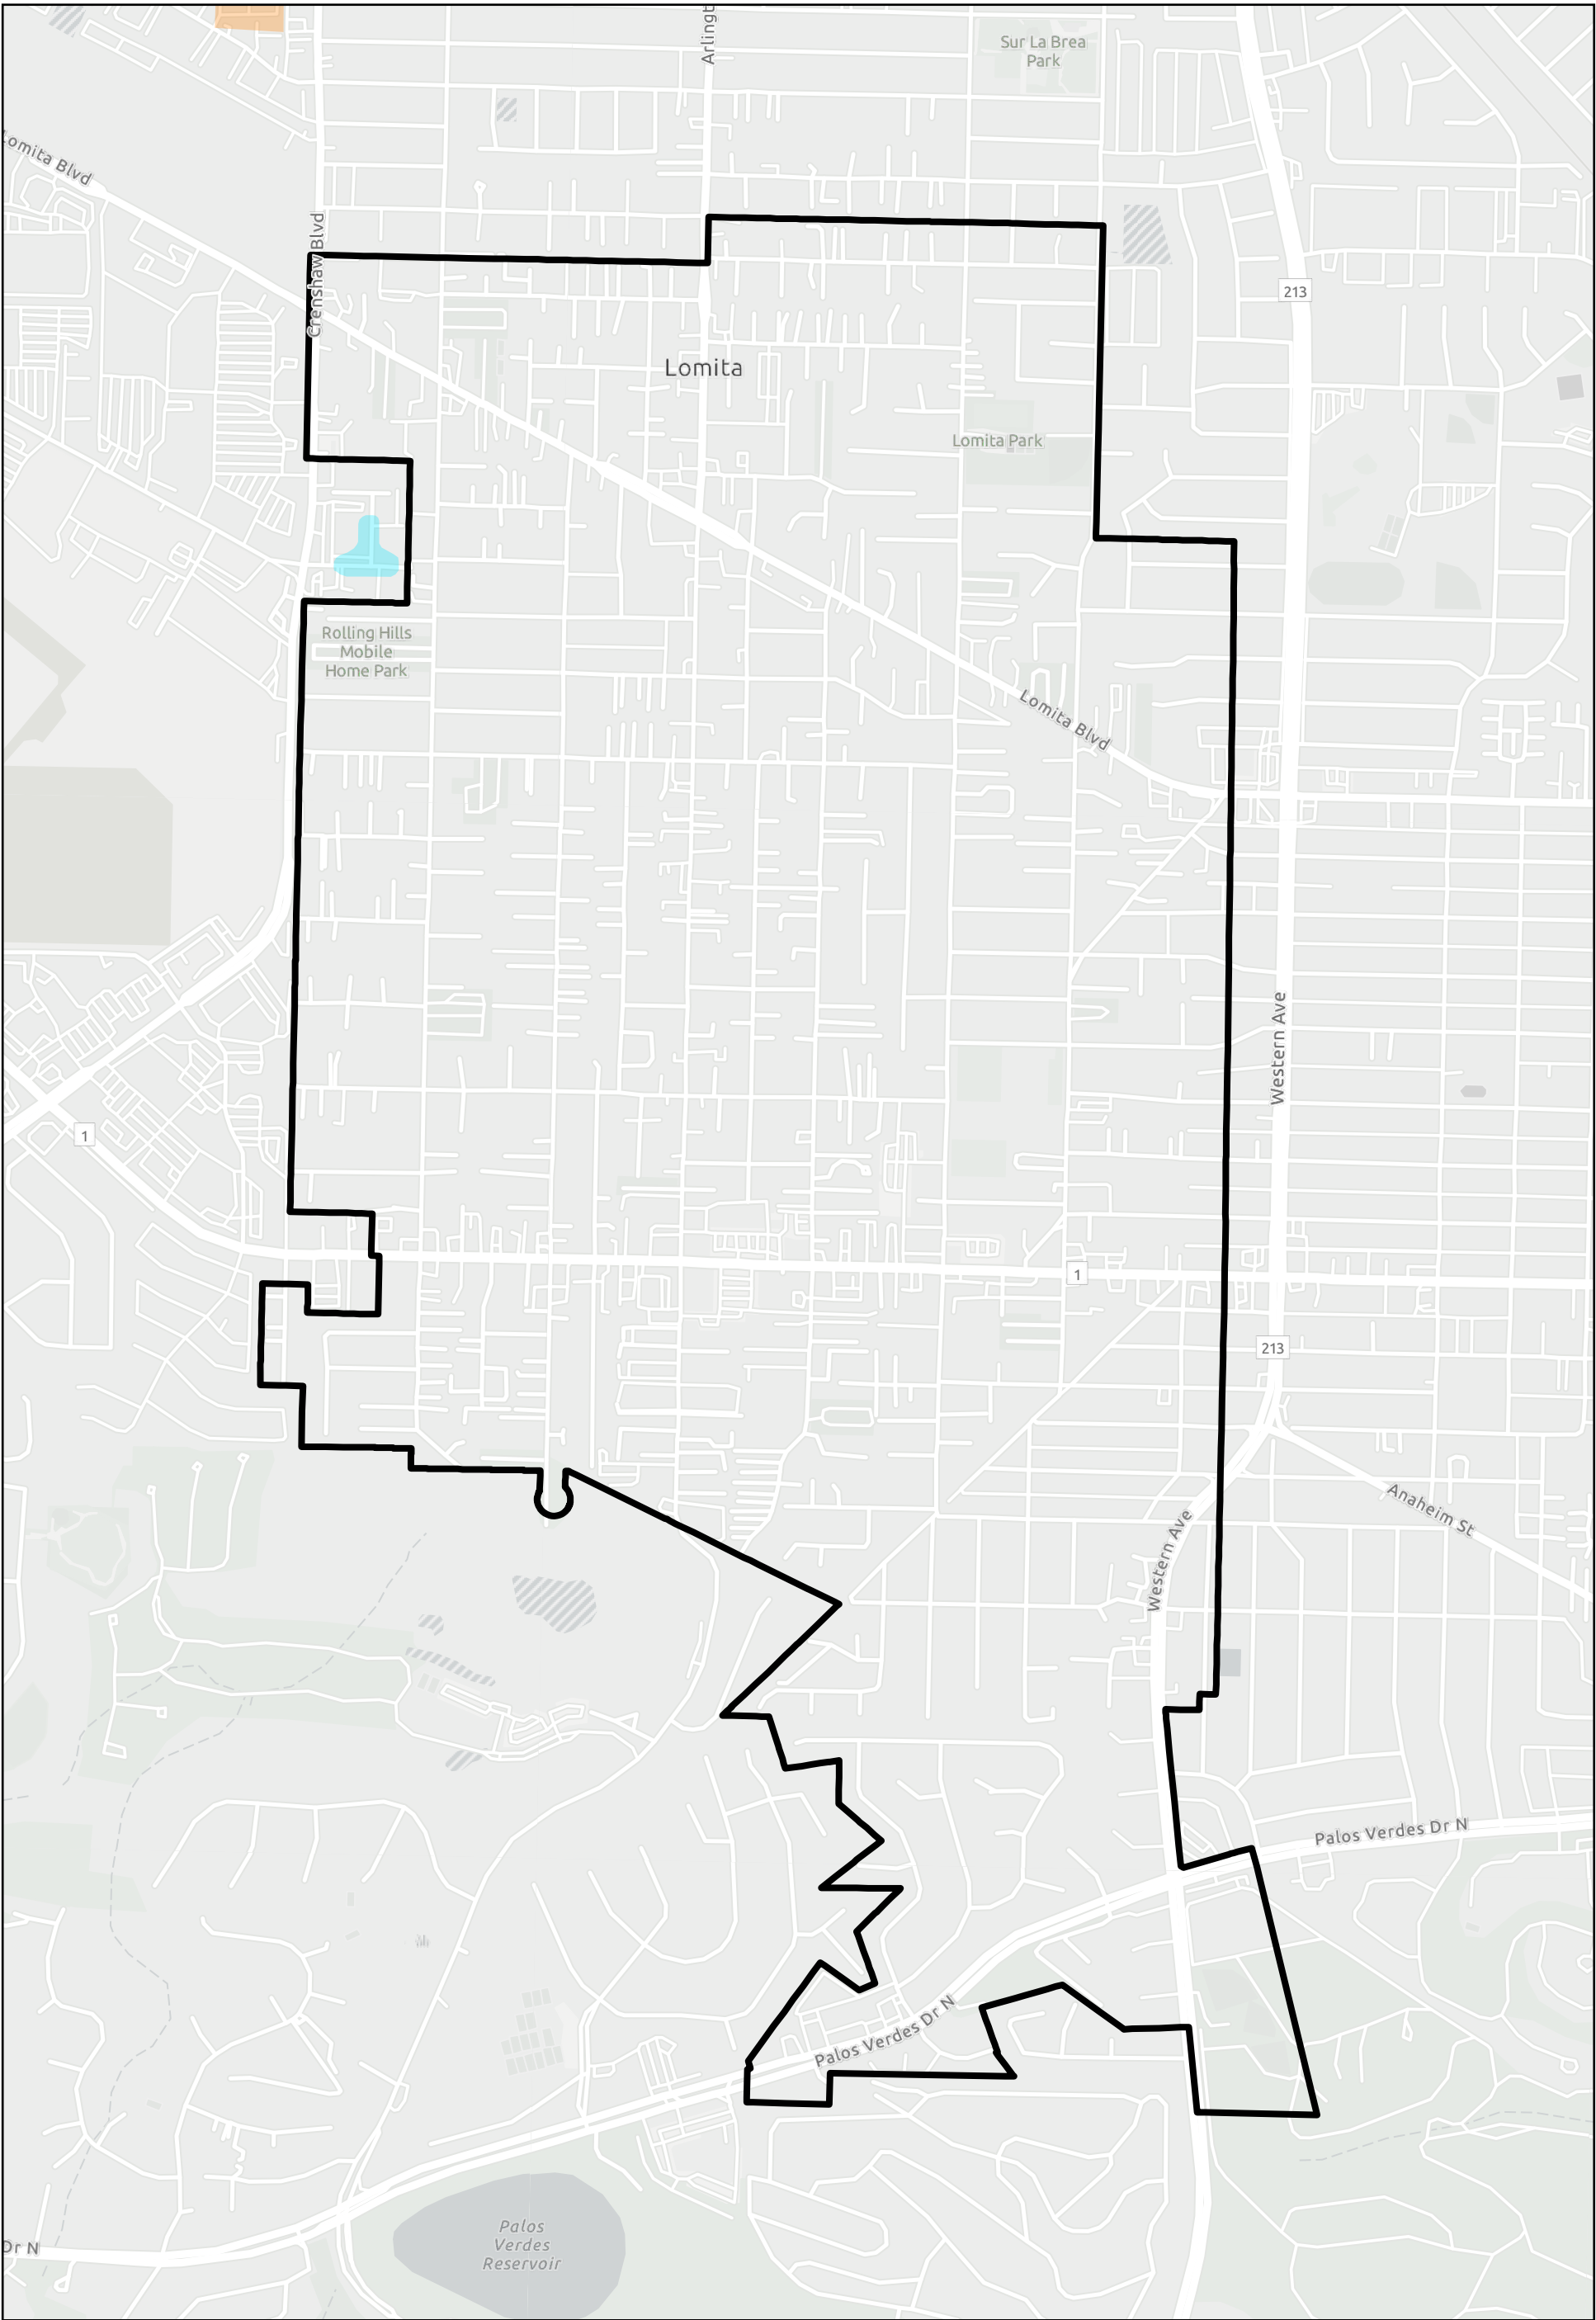 Arlingt
Sur La Brea
Park
Lomita Blvd
Crenshaw Blvd
213
Lomita
Lomita Park
Rolling Hills
Mobile
Home Park
Lomita Blvd
Western Ave
1
1
213
Anaheim St
Western Ave
Palos Verdes Dr N
Palos Verdes Dr N
Palos
Verdes
Reservoir
Dr N